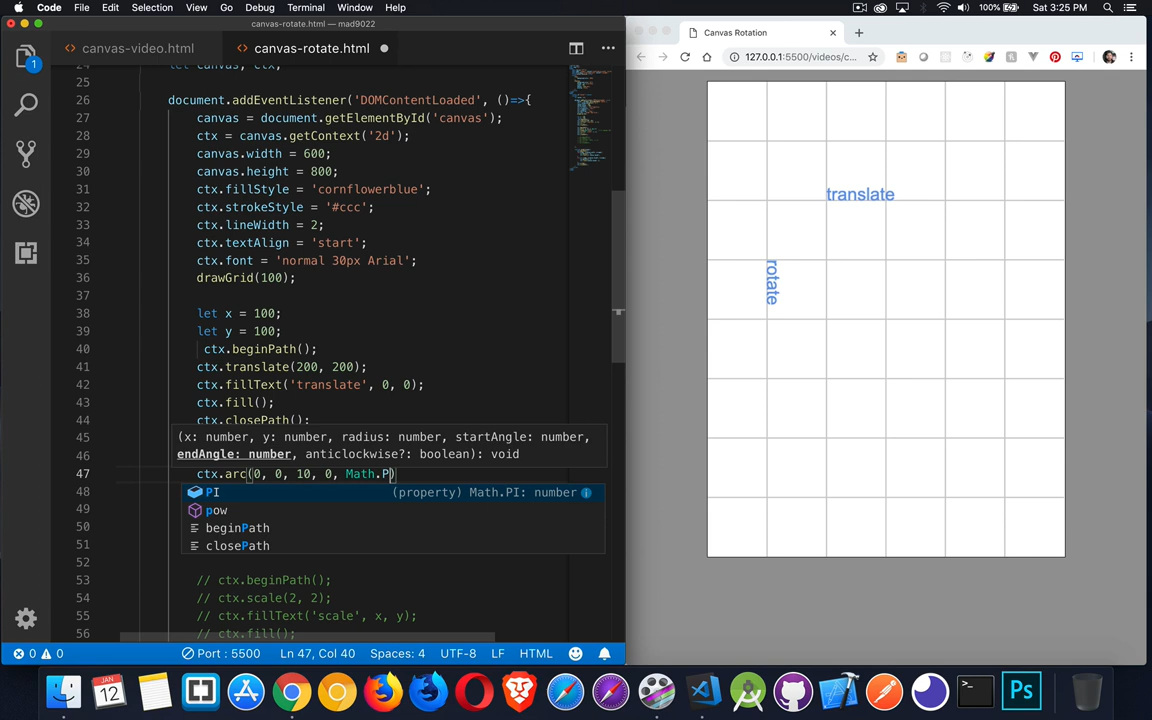 Code File Edit Selection View Go Debug Terminal Window Help 100% Sat 3:25 PM
canvas-rotate.html — mad9022
canvas-video.html canvas-rotate.html
Canvas Rotation
127.0.0.1:5500/videos/c...
1
24 let canvas, ctx;
25
26 document.addEventListener('DOMContentLoaded', ()=>{
27 canvas = document.getElementById('canvas');
28 ctx = canvas.getContext('2d');
29 canvas.width = 600;
30 canvas.height = 800;
31 ctx.fillStyle = 'cornflowerblue';
32 ctx.strokeStyle = '#ccc';
33 ctx.lineWidth = 2;
34 ctx.textAlign = 'start';
35 ctx.font = 'normal 30px Arial';
36 drawGrid(100);
37
38 let x = 100;
39 let y = 100;
40 ctx.beginPath();
41 ctx.translate(200, 200);
42 ctx.fillText('translate', 0, 0);
43 ctx.fill();
44 ctx.closePath();
45 (x: number, y: number, radius: number, startAngle: number,
46 endAngle: number, anticlockwise?: boolean): void
47 ctx.arc(0, 0, 10, 0, Math.P)
48 PI (property) Math.PI: number
49 pow
50 beginPath
51 closePath
52
53 // ctx.beginPath();
54 // ctx.scale(2, 2);
55 // ctx.fillText('scale', x, y);
56 // ctx.fill();
translate
rotate
0 0 Port : 5500 Ln 47, Col 40 Spaces: 4 UTF-8 LF HTML
JAN
12
>_
Ps